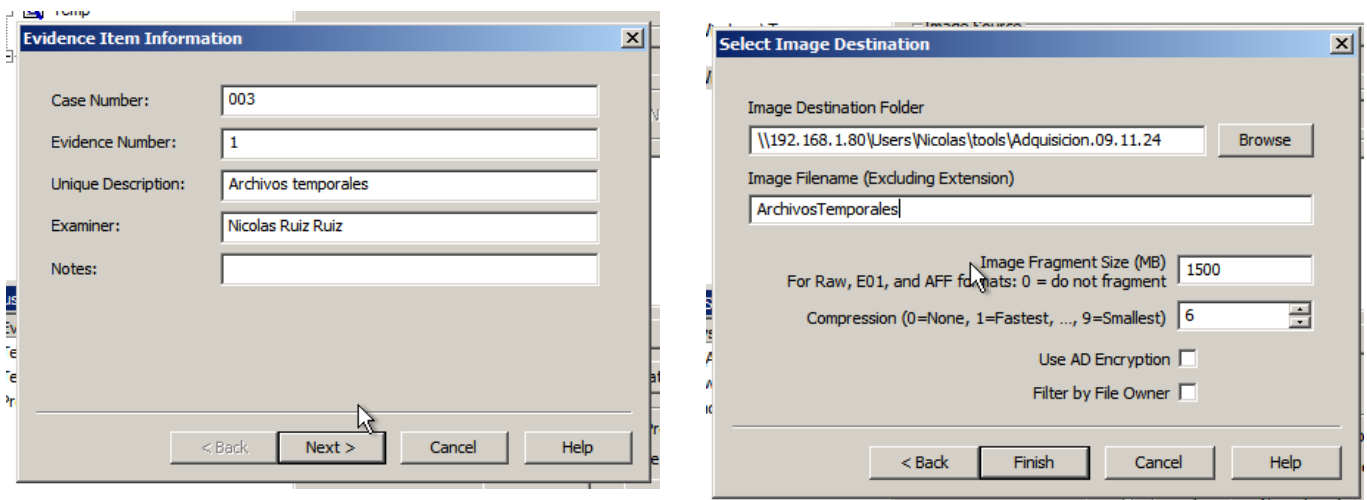 Temp
Evidence Item Information
Case Number: 003
Evidence Number: 1
Unique Description: Archivos temporales
Examiner: Nicolas Ruiz Ruiz
Notes:
< Back Next > Cancel Help
Image Source
Select Image Destination
Image Destination Folder
\\192.168.1.80\Users\Nicolas\tools\Adquisicion.09.11.24 Browse
Image Filename (Excluding Extension)
ArchivosTemporales
Image Fragment Size (MB) 1500
For Raw, E01, and AFF formats: 0 = do not fragment
Compression (0=None, 1=Fastest, ..., 9=Smallest) 6
Use AD Encryption
Filter by File Owner
< Back Finish Cancel Help